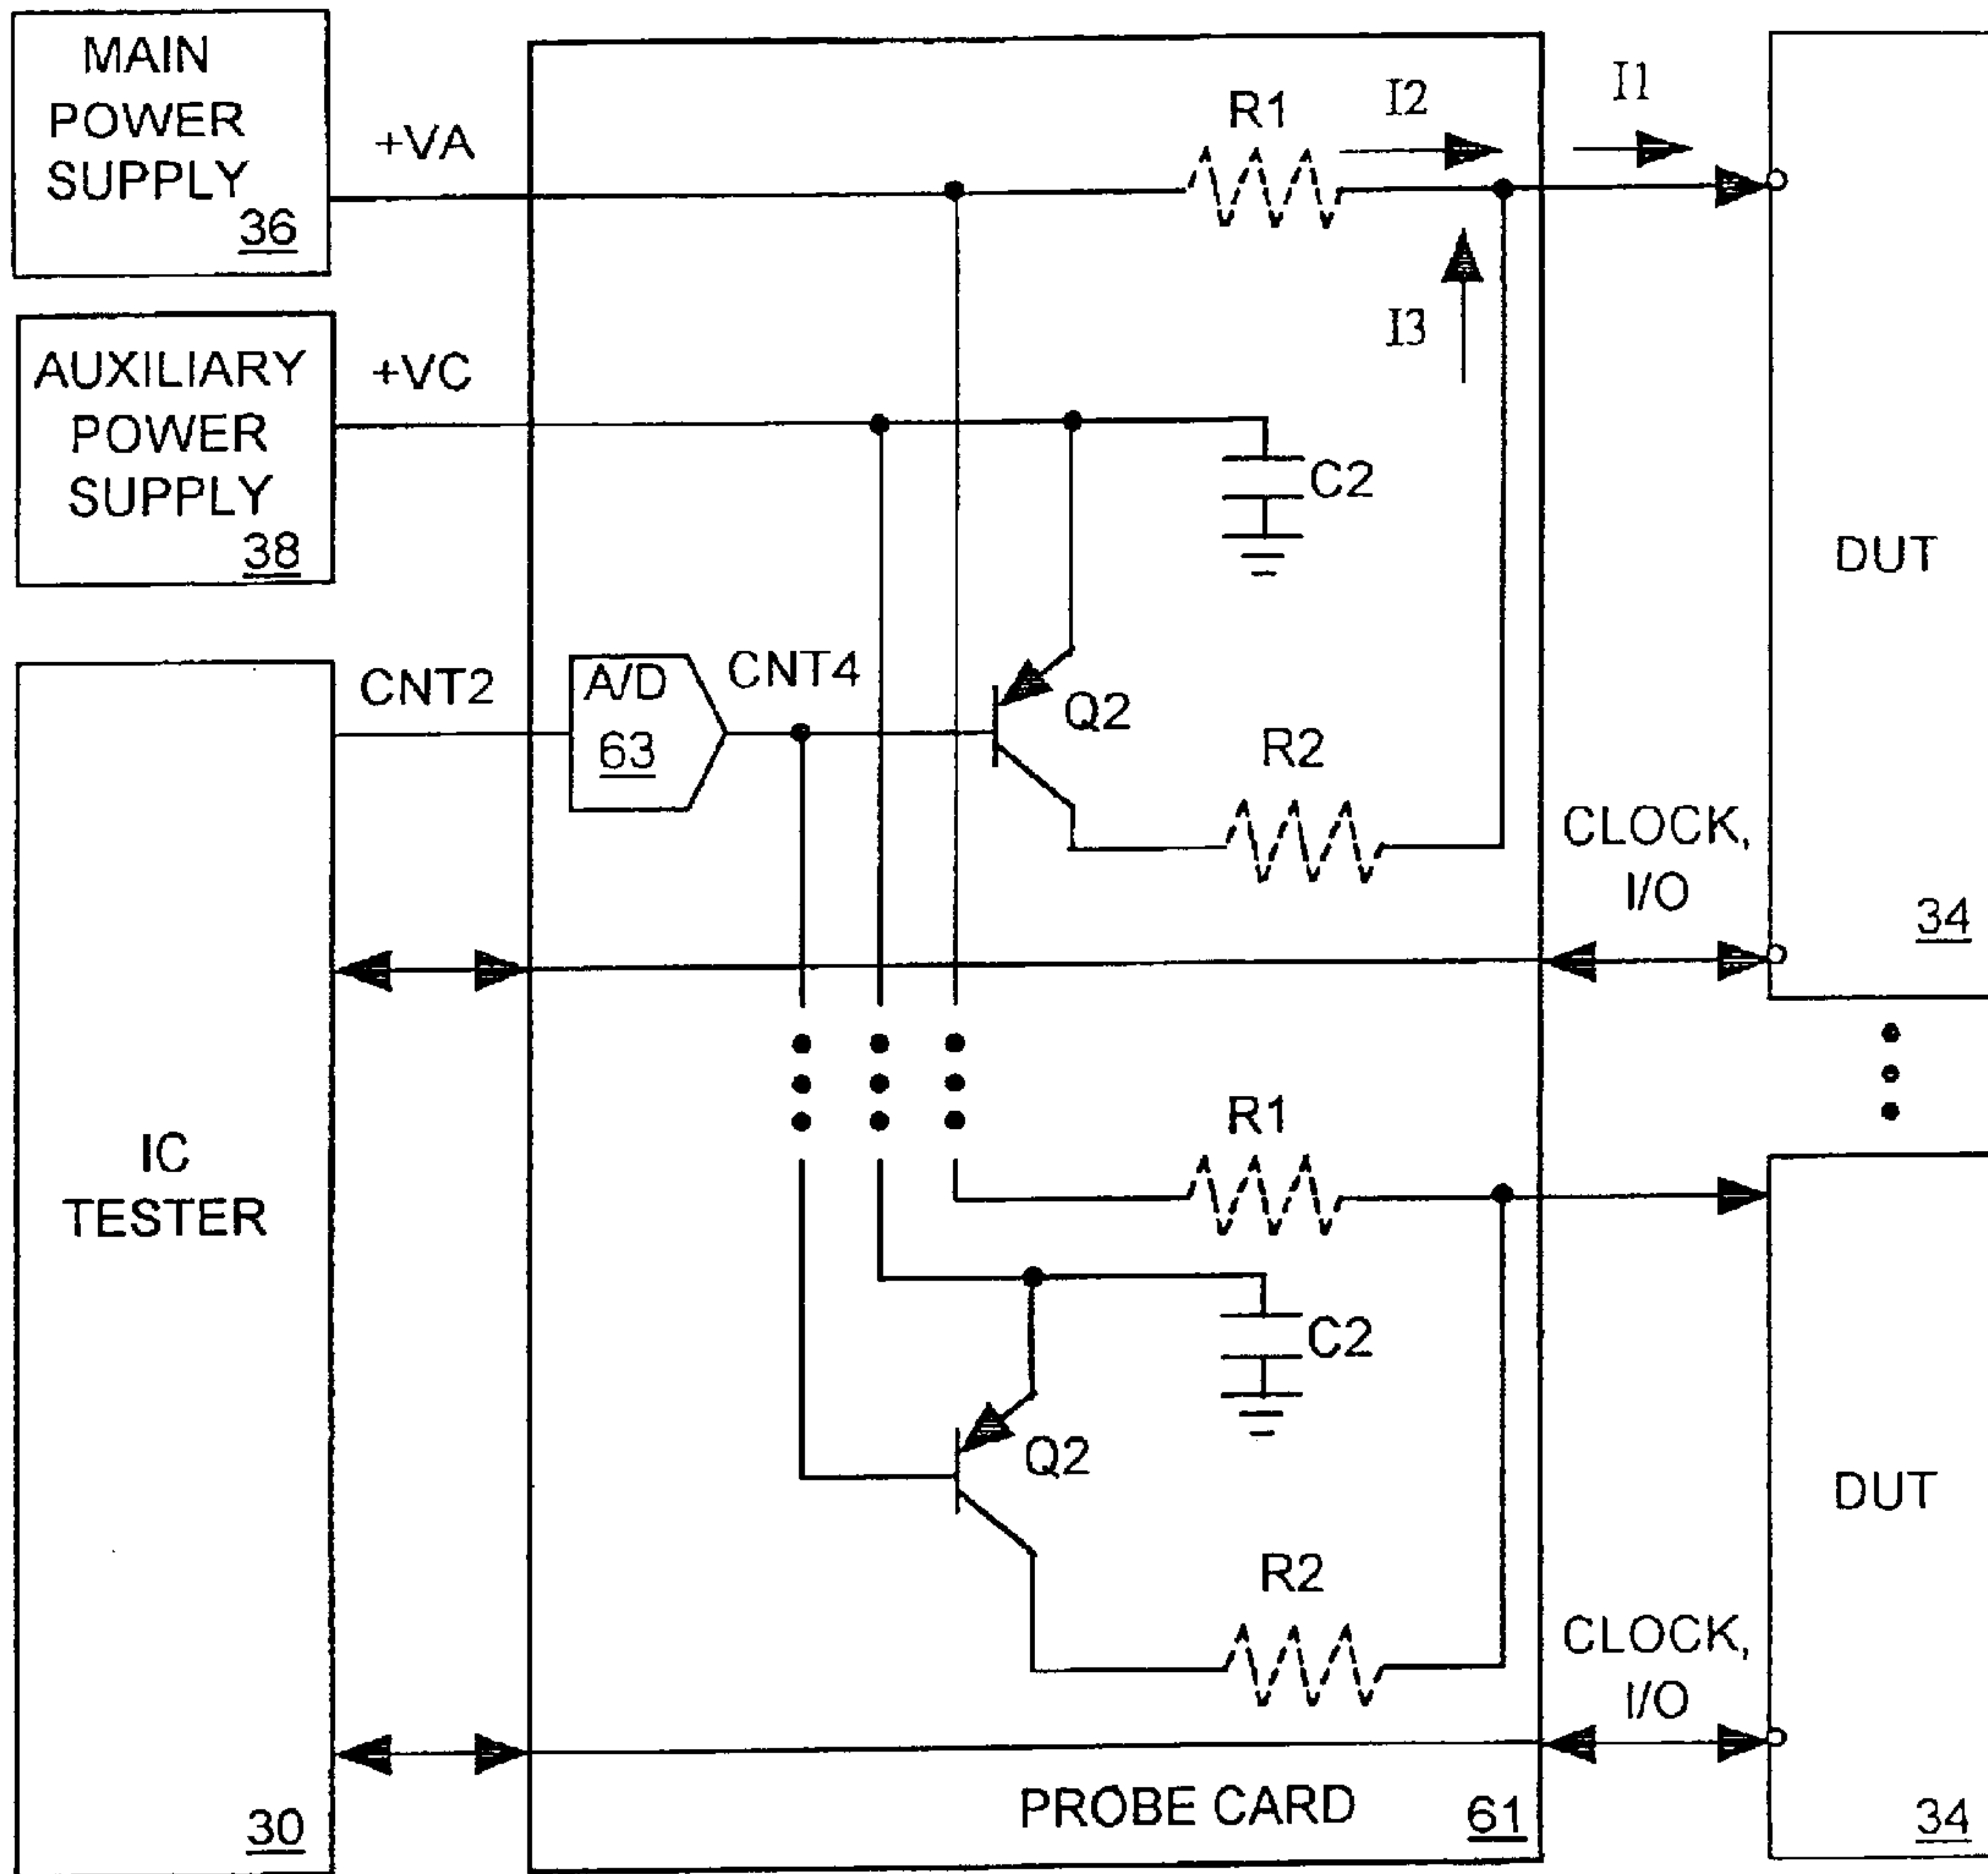 MAIN
POWER
SUPPLY
36
+VA
R1
I2
I1
I3
AUXILIARY
POWER
SUPPLY
38
+VC
C2
DUT
34
CNT2
A/D
63
CNT4
Q2
R2
CLOCK,
I/O
IC
TESTER
30
R1
C2
Q2
R2
CLOCK,
I/O
DUT
34
PROBE CARD
61